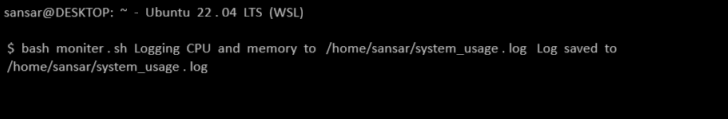 sansar@DESKTOP: ~ - Ubuntu 22.04 LTS (WSL)
$ bash moniter.sh Logging CPU and memory to /home/sansar/system_usage.log Log saved to
/home/sansar/system_usage.log